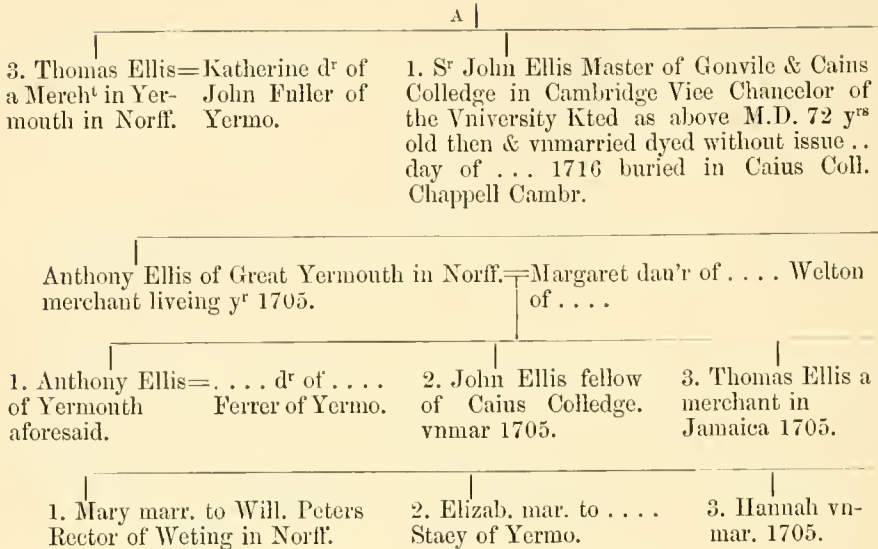 A
3. Thomas Ellis=Katherine dʳ of
a Merchᵗ in Yer-
mouth in Norff.
John Fuller of
Yermo.
1. Sʳ John Ellis Master of Gonvile & Caius
Colledge in Cambridge Vice Chancelor of
the Vniversity Kted as above M.D. 72 yʳˢ
old then & vnmarried dyed without issue ..
day of ... 1716 buried in Caius Coll.
Chappell Cambr.
Anthony Ellis of Great Yermouth in Norff.=Margaret dau'r of .... Welton
merchant liveing yʳ 1705.
of ....
1. Anthony Ellis=.... dʳ of ....
of Yermouth
aforesaid.
Ferrer of Yermo.
2. John Ellis fellow
of Caius Colledge.
vnmar 1705.
3. Thomas Ellis a
merchant in
Jamaica 1705.
1. Mary marr. to Will. Peters
Rector of Weting in Norff.
2. Elizab. mar. to ....
Stacy of Yermo.
3. Hannah vn-
mar. 1705.